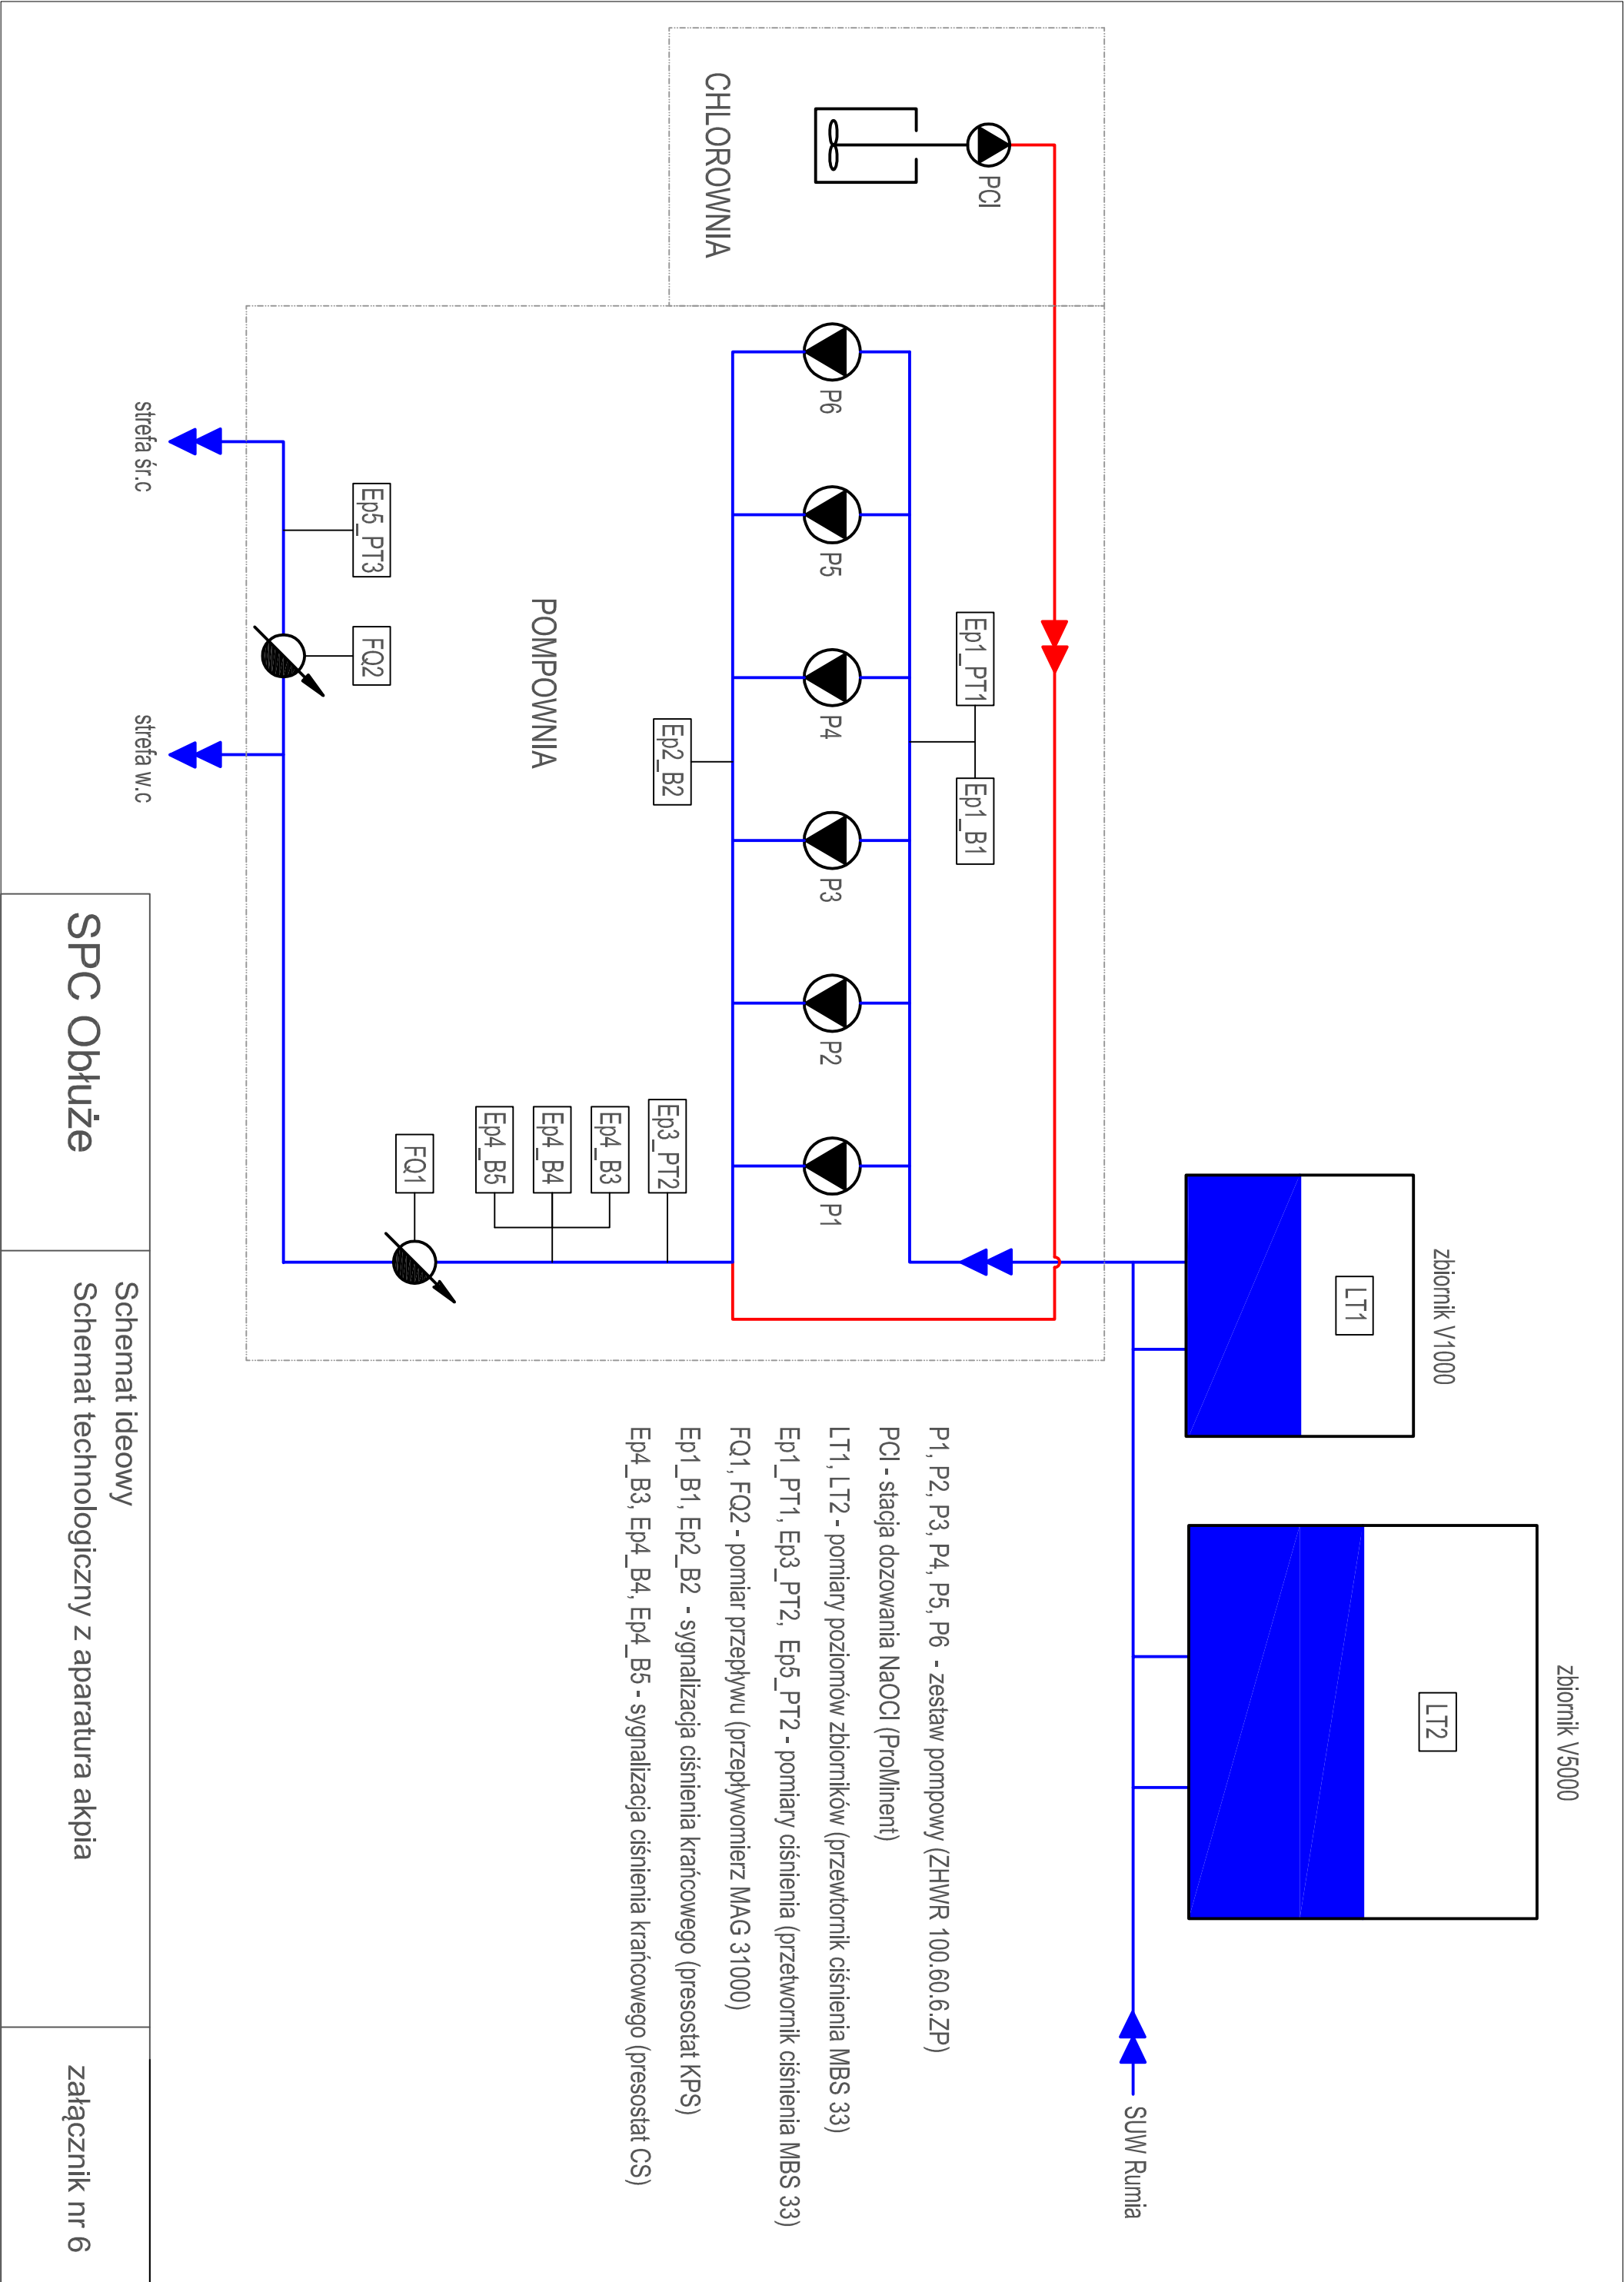 zbiornik V5000
zbiornik V1000
LT2
LT1
SUW Rumia
CHLOROWNIA
PCI
Ep1_PT1
Ep1_B1
P6
P5
P4
P3
P2
P1
Ep2_B2
POMPOWNIA
Ep3_PT2
Ep4_B3
Ep4_B4
Ep4_B5
FQ1
Ep5_PT3
FQ2
strefa śr.c
strefa w.c
P1, P2, P3, P4, P5, P6 - zestaw pompowy (ZHWR 100.60.6.ZP)
PCI - stacja dozowania NaOCl (ProMinent)
LT1, LT2 - pomiary poziomów zbiorników (przewtornik ciśnienia MBS 33)
Ep1_PT1, Ep3_PT2, Ep5_PT2 - pomiary ciśnienia (przetwornik ciśnienia MBS 33)
FQ1, FQ2 - pomiar przepływu (przepływomierz MAG 31000)
Ep1_B1, Ep2_B2 - sygnalizacja ciśnienia krańcowego (presostat KPS)
Ep4_B3, Ep4_B4, Ep4_B5 - sygnalizacja ciśnienia krańcowego (presostat CS)
SPC Obłuże
Schemat ideowy
Schemat technologiczny z aparatura akpia
załącznik nr 6